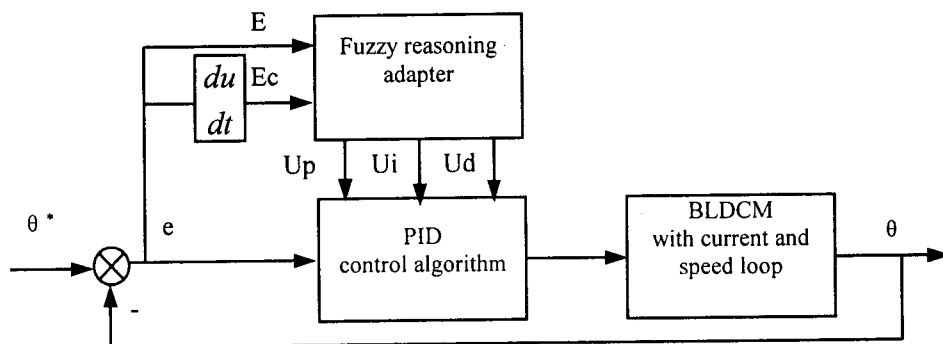 E
Fuzzy reasoning
adapter
du
dt
Ec
Up
Ui
Ud
θ *
e
PID
control algorithm
BLDCM
with current and
speed loop
θ
-